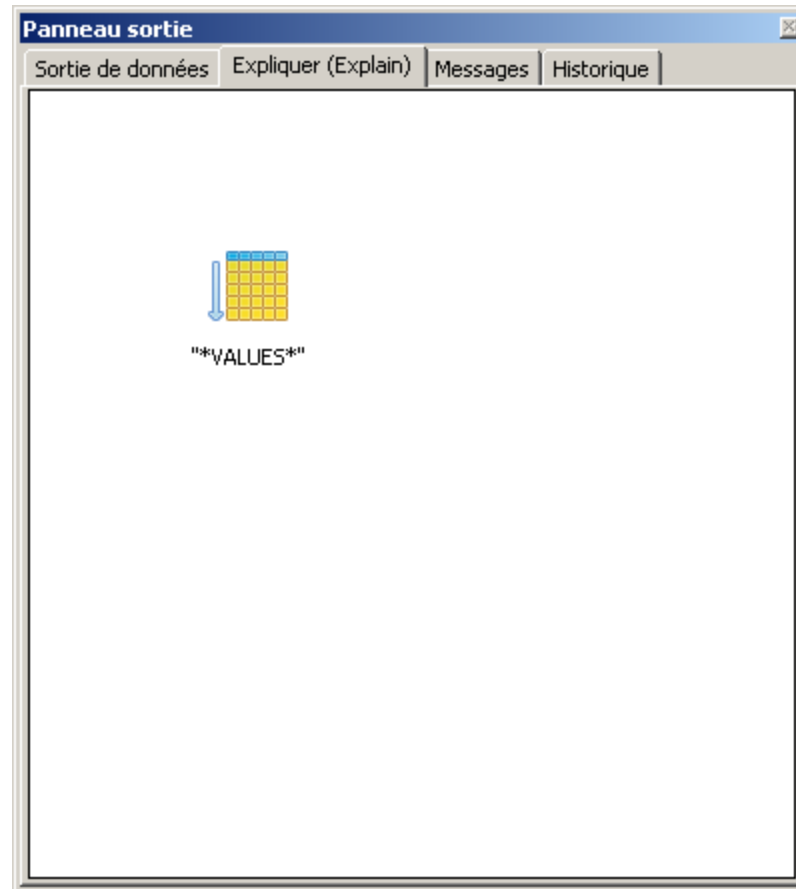 Panneau sortie
Sortie de données Expliquer (Explain) Messages Historique
"*VALUES*"